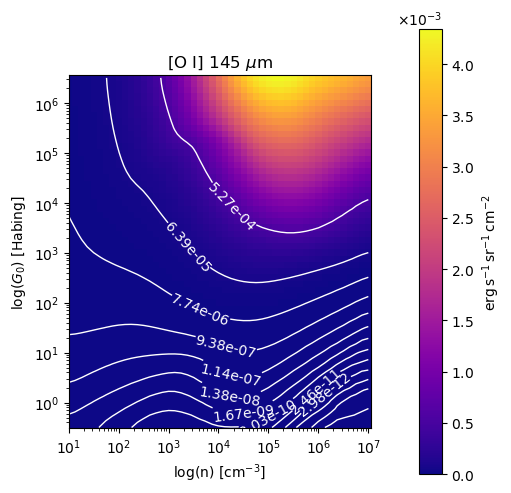 ×10⁻³
[O I] 145 μm
4.0
3.5
3.0
2.5
2.0
1.5
1.0
0.5
0.0
erg s⁻¹ sr⁻¹ cm⁻²
10⁶
10⁵
10⁴
10³
10²
10¹
10⁰
log(G₀) [Habing]
5.27e-04
6.39e-05
7.74e-06
9.38e-07
1.14e-07
1.38e-08
1.67e-09
2.98e-12
10¹ 10² 10³ 10⁴ 10⁵ 10⁶ 10⁷
log(n) [cm⁻³]